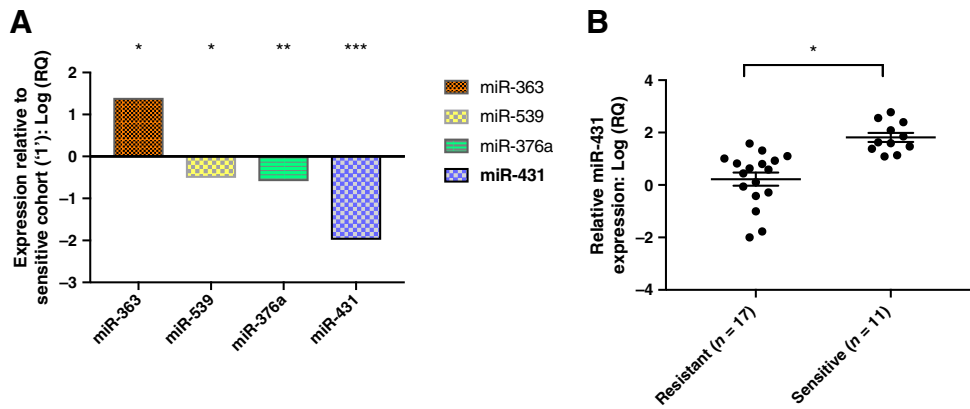 A
* * ** ***
Expression relative to
sensitive cohort (‘1’): Log (RQ)
2
1
0
–1
–2
–3
miR-363
miR-539
miR-376a
miR-431
miR-363
miR-539
miR-376a
miR-431
B
*
Relative miR-431
expression: Log (RQ)
4
2
0
–2
–4
Resistant (n = 17)
Sensitive (n = 11)